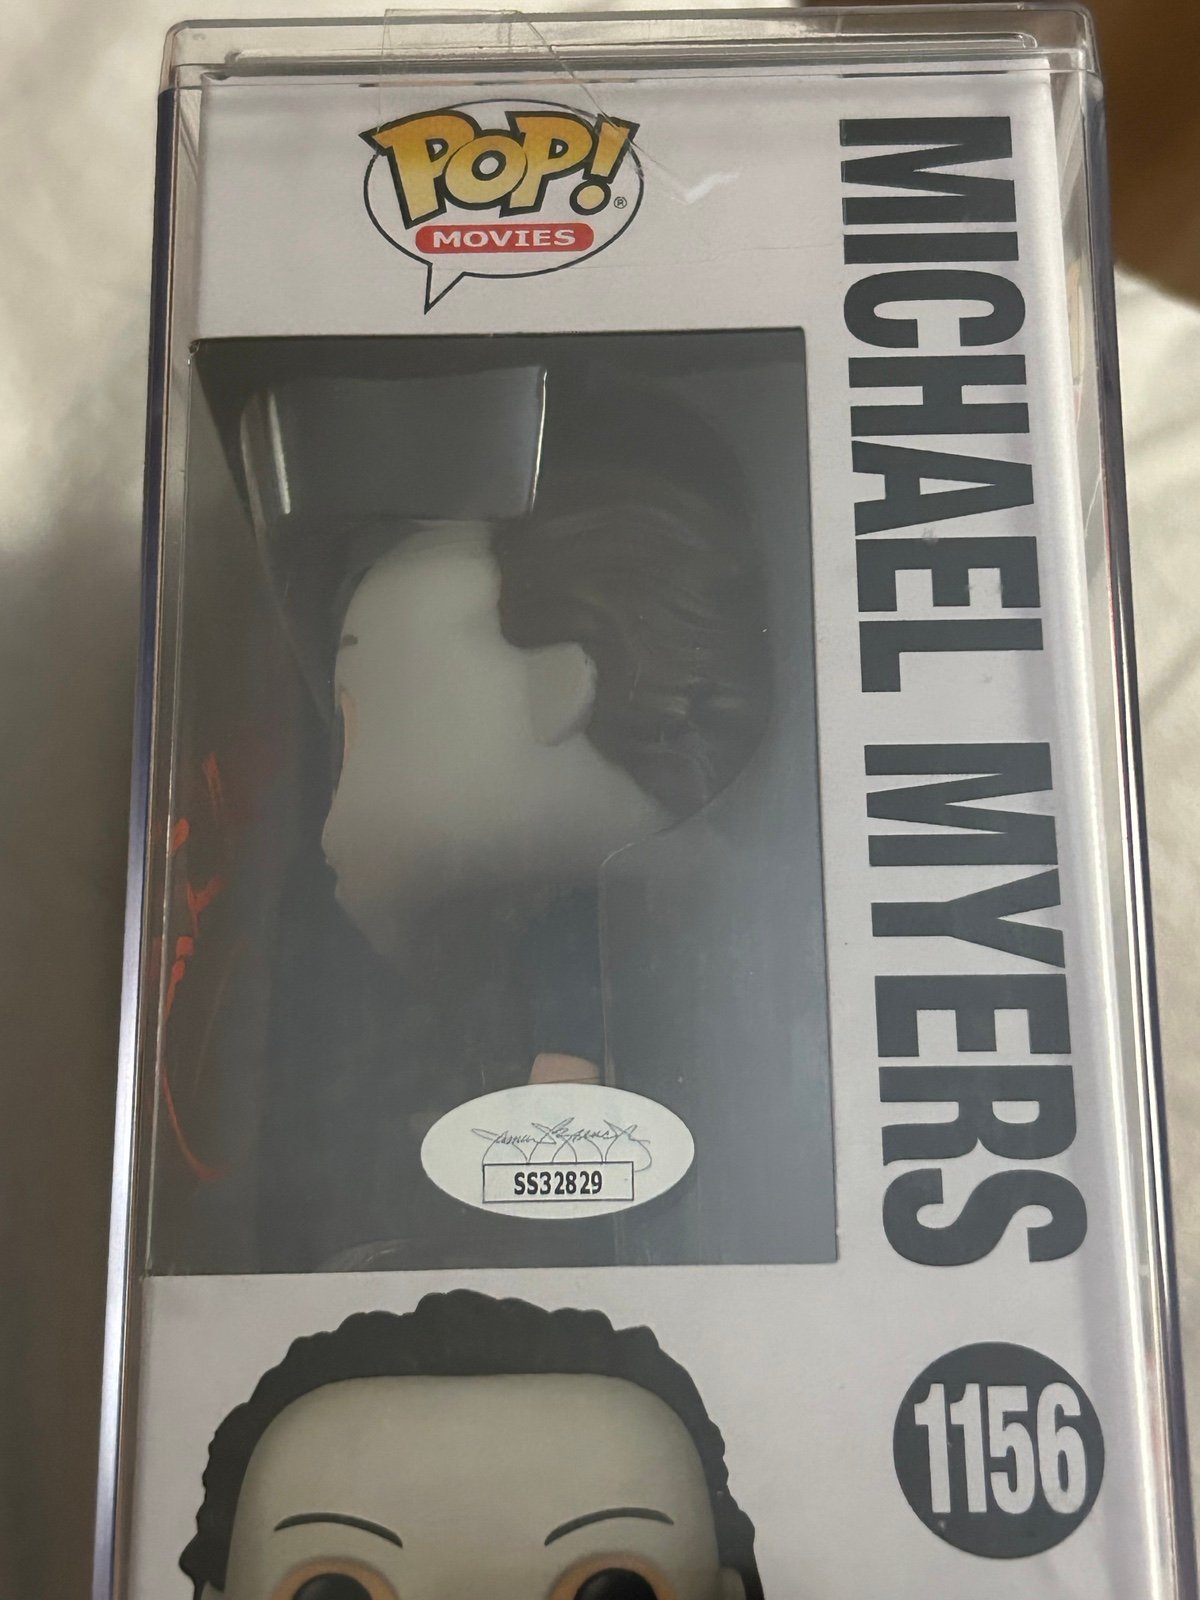 POP!®
MOVIES
MICHAEL MYERS
SS32829
1156